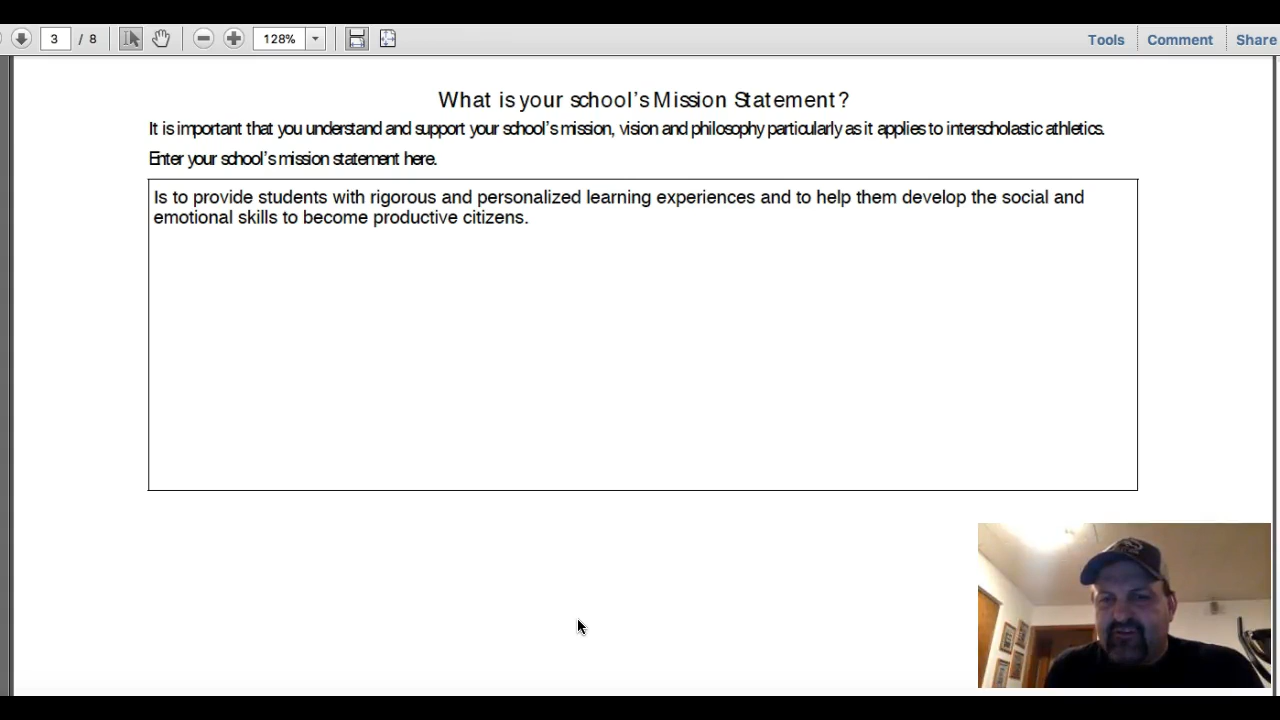 3 / 8 128% Tools Comment Share
What is your school's Mission Statement?
It is important that you understand and support your school's mission, vision and philosophy particularly as it applies to interscholastic athletics.
Enter your school's mission statement here.
Is to provide students with rigorous and personalized learning experiences and to help them develop the social and
emotional skills to become productive citizens.